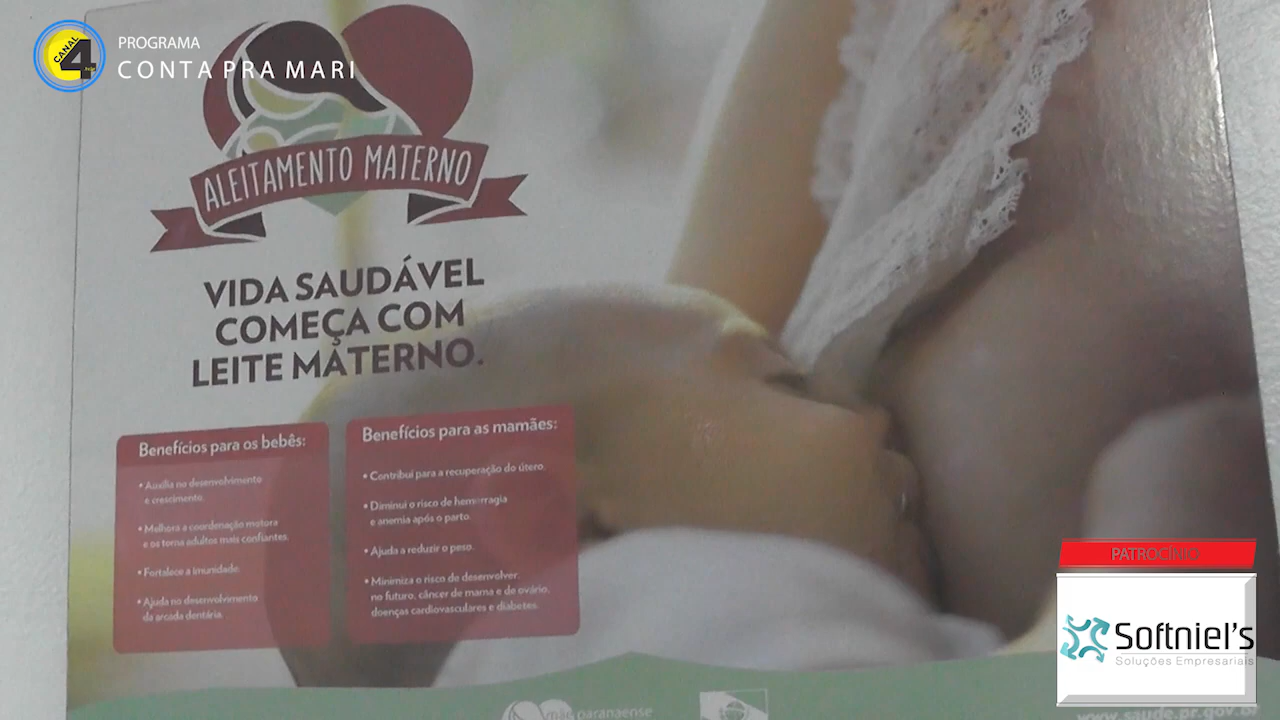 CANAL
4
PROGRAMA
CONTA PRA MARI
ALEITAMENTO MATERNO
VIDA SAUDÁVEL
COMEÇA COM
LEITE MATERNO.
Benefícios para os bebês:
• Auxilia no desenvolvimento
e crescimento.
• Melhora a coordenação motora
e os torna adultos mais confiantes.
• Fortalece a imunidade.
• Ajuda no desenvolvimento
da arcada dentária.
Benefícios para as mamães:
• Contribui para a recuperação do útero.
• Diminui o risco de hemorragia
e anemia após o parto.
• Ajuda a reduzir o peso.
• Minimiza o risco de desenvolver,
no futuro, câncer de mama e de ovário,
doenças cardiovasculares e diabetes.
PATROCÍNIO
Softniel's
Soluções Empresariais
mãe paranaense
www.saude.pr.gov.br